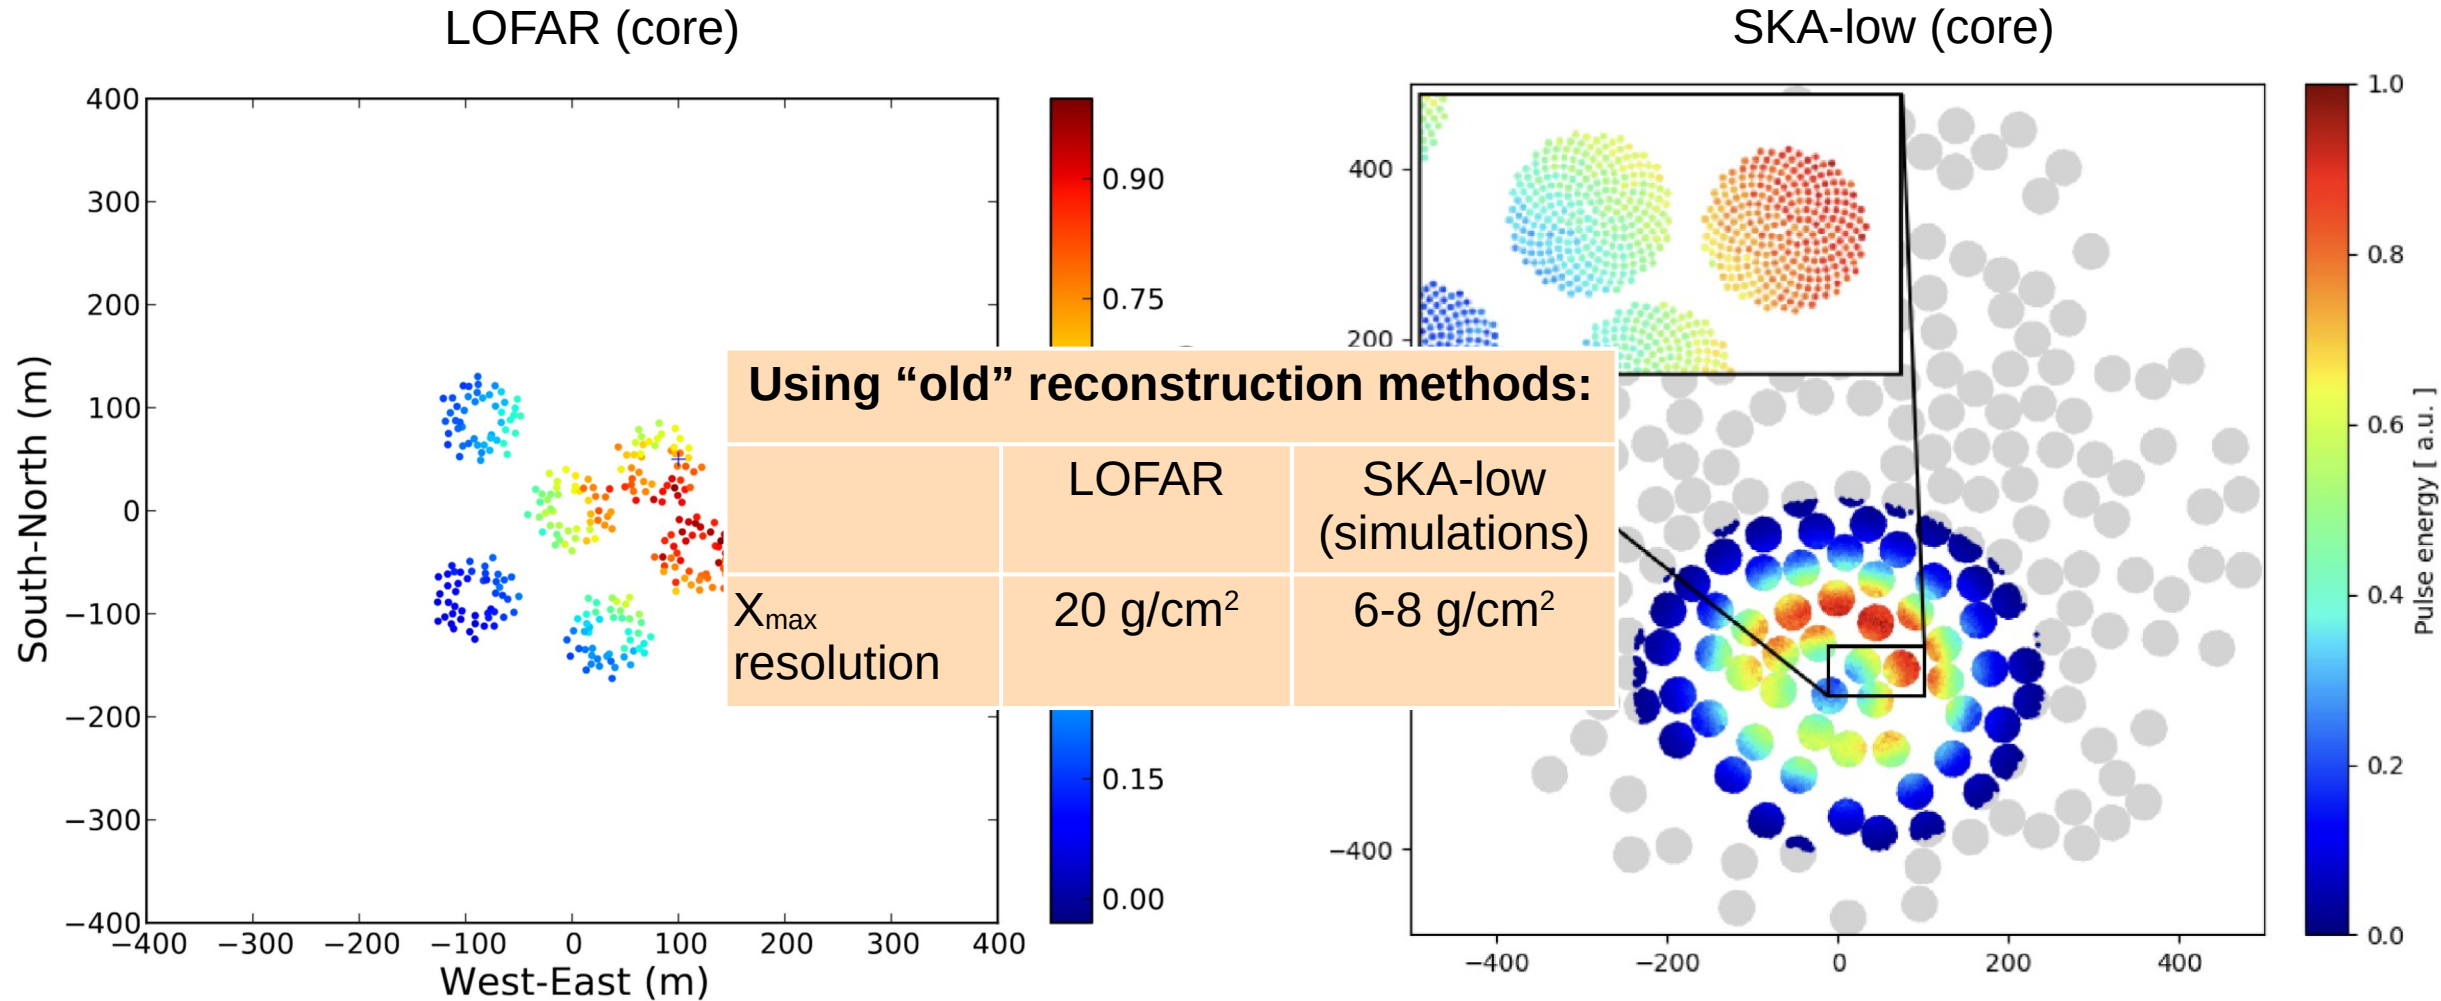 LOFAR (core)
SKA-low (core)
400
300
200
100
0
−100
−200
−300
−400
−400 −300 −200 −100 0 100 200 300 400
South-North (m)
West-East (m)
0.90
0.75
0.15
0.00
Using “old” reconstruction methods:
LOFAR
SKA-low
(simulations)
Xmax
resolution
20 g/cm²
6-8 g/cm²
400
200
−400
−400 −200 0 200 400
1.0
0.8
0.6
0.4
0.2
0.0
Pulse energy [ a.u. ]